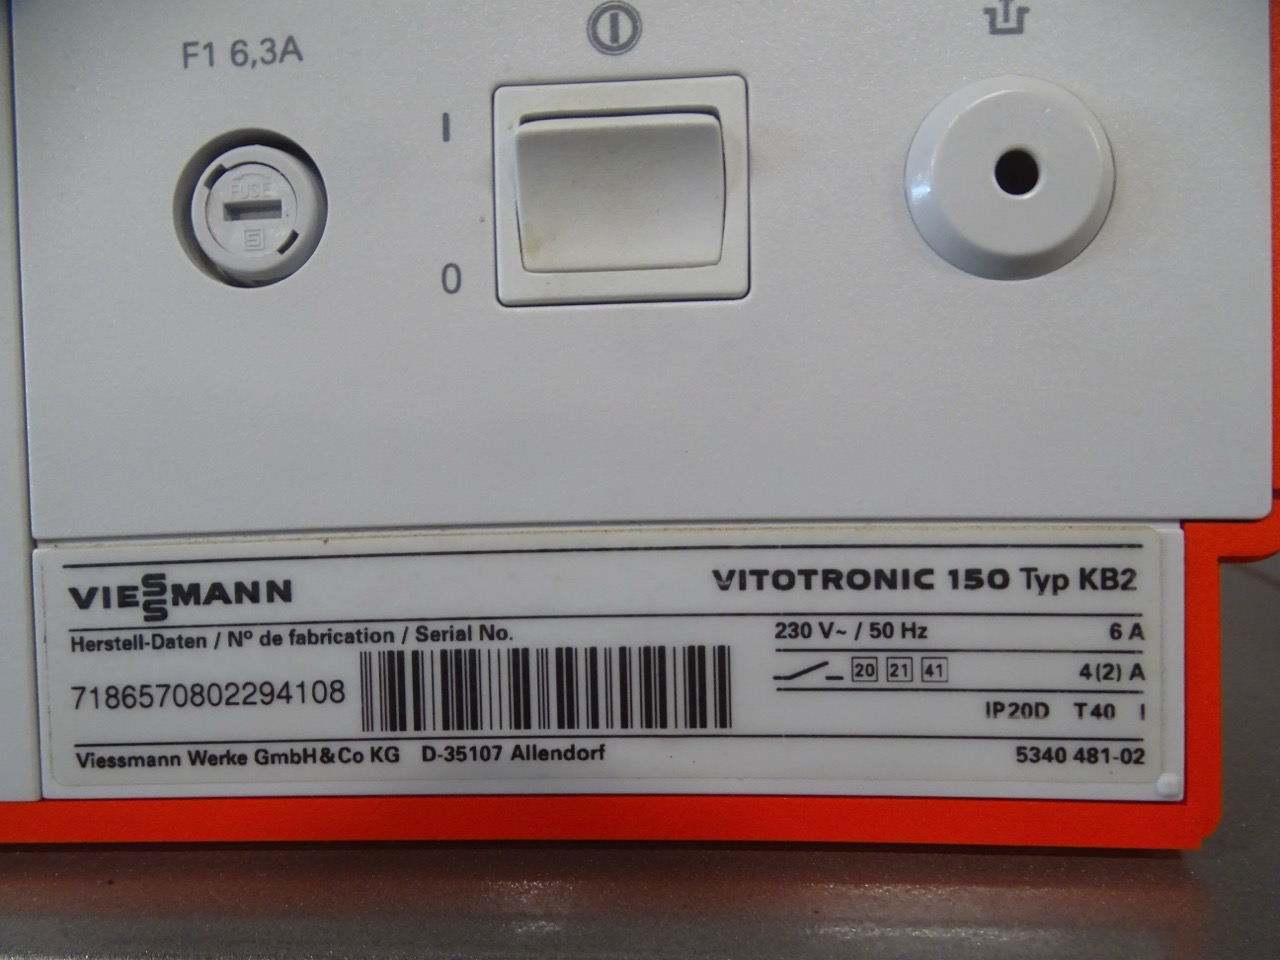 F1 6,3A
I
0
FUSE
S
VIESSMANN
VITOTRONIC 150 Typ KB2
Herstell-Daten / Nº de fabrication / Serial No.
230 V~ / 50 Hz 6 A
7186570802294108
20 21 41 4(2) A
IP20D T40 I
Viessmann Werke GmbH&Co KG D-35107 Allendorf
5340 481-02